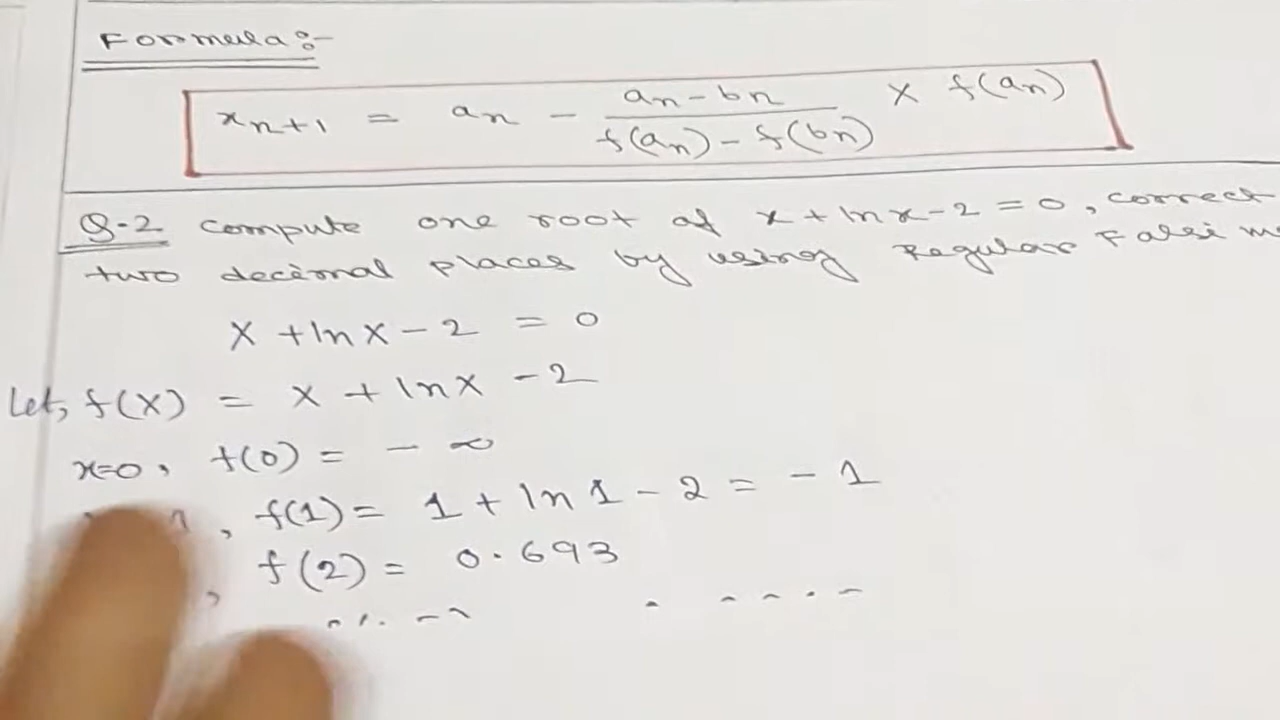 Formula :-
xn+1 = an - an-bn / f(an) - f(bn) × f(an)
Q-2 compute one root of x + ln x - 2 = 0, correct
two decimal places by using Regular Falsi
x + ln x - 2 = 0
Let, f(x) = x + ln x - 2
x=0, f(0) = - ∞
, f(1) = 1 + ln 1 - 2 = - 1
, f(2) = 0.693